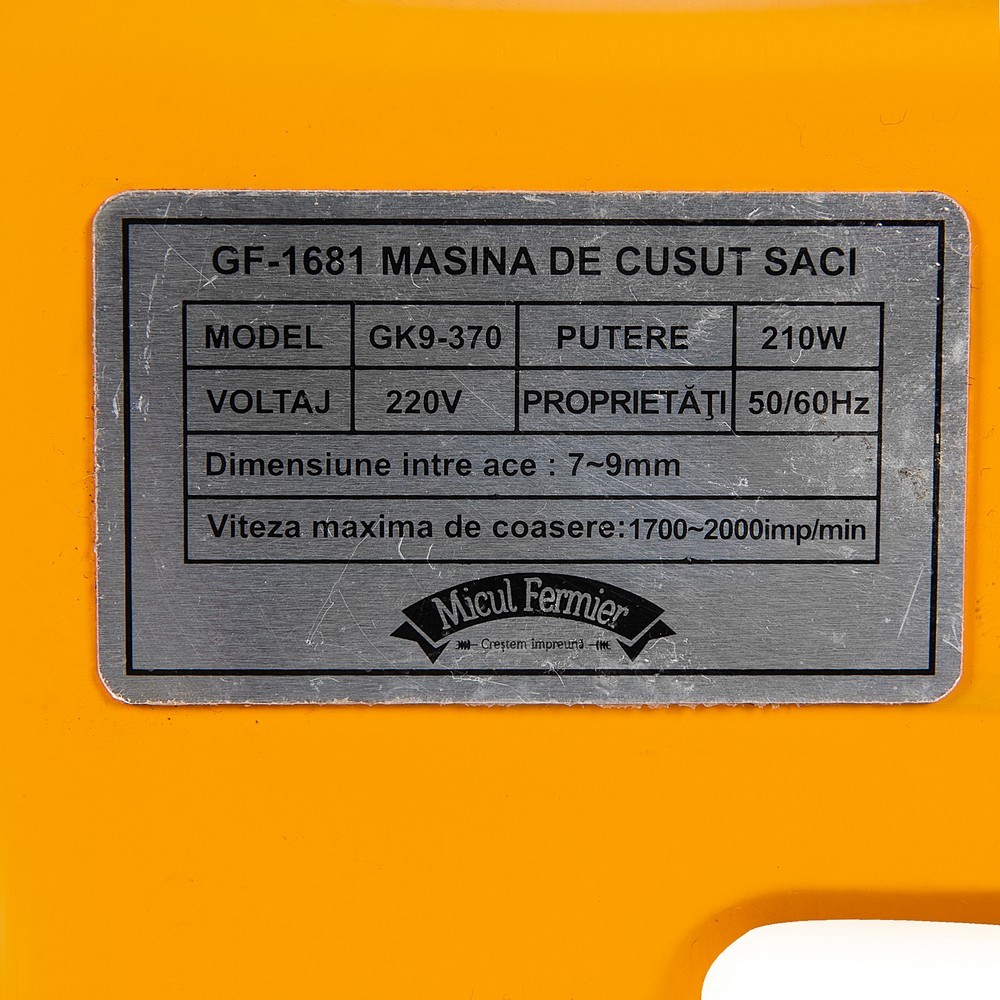 GF-1681 MASINA DE CUSUT SACI
MODEL GK9-370 PUTERE 210W
VOLTAJ 220V PROPRIETĂŢI 50/60Hz
Dimensiune intre ace : 7~9mm
Viteza maxima de coasere:1700~2000imp/min
Micul Fermier
Creştem împreună